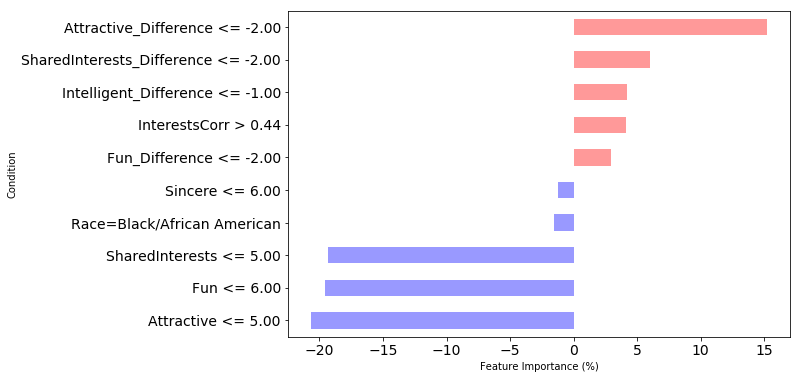 Attractive_Difference <= -2.00
SharedInterests_Difference <= -2.00
Intelligent_Difference <= -1.00
InterestsCorr > 0.44
Fun_Difference <= -2.00
Sincere <= 6.00
Race=Black/African American
SharedInterests <= 5.00
Fun <= 6.00
Attractive <= 5.00
Condition
−20 −15 −10 −5 0 5 10 15
Feature Importance (%)